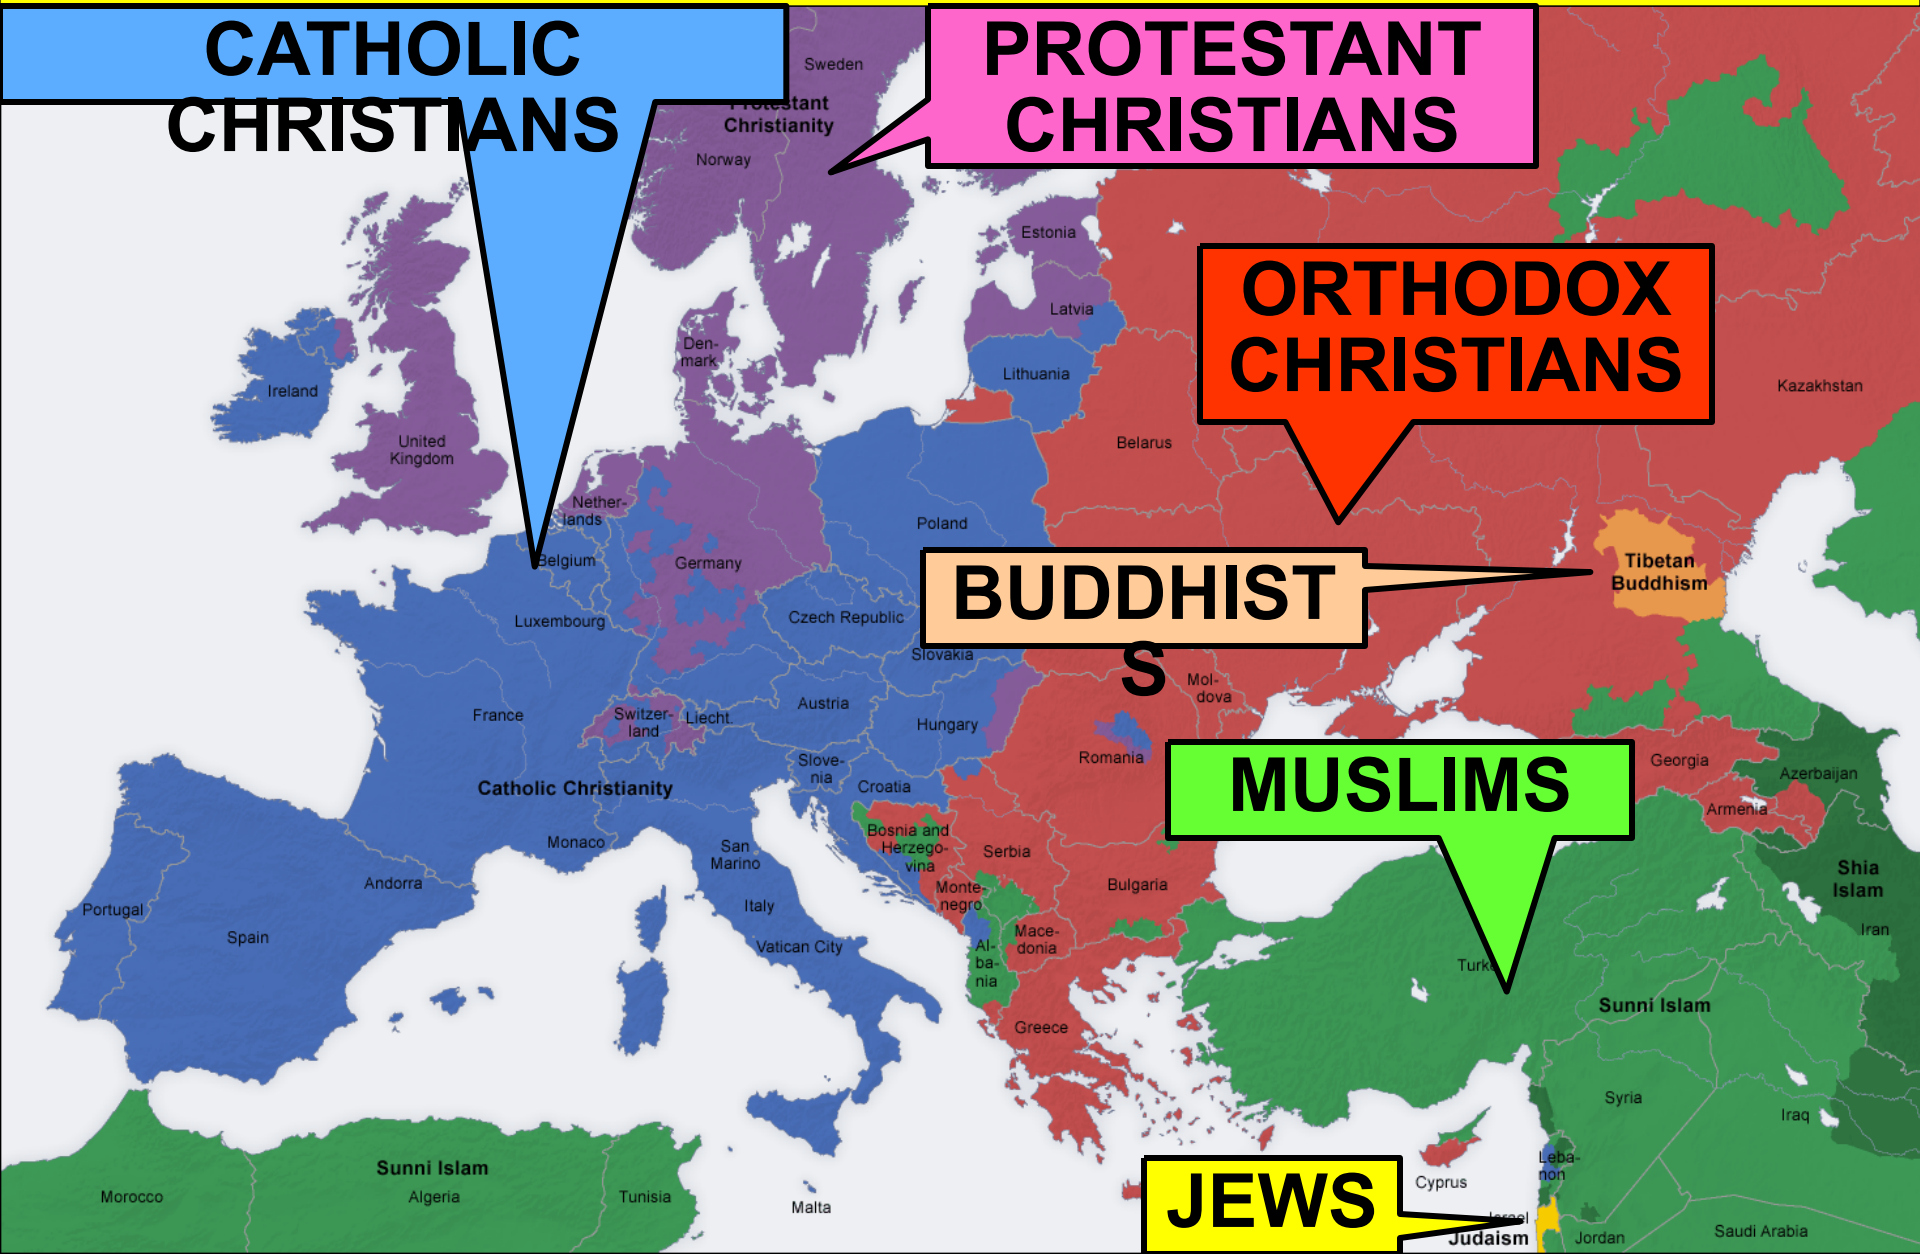 CATHOLIC
CHRISTIANS
PROTESTANT
CHRISTIANS
Sweden
Protestant
Christianity
Norway
Estonia
ORTHODOX
CHRISTIANS
Latvia
Den-
mark
Lithuania
Kazakhstan
Ireland
United
Kingdom
Belarus
Nether-
lands
Poland
Belgium
Germany
Tibetan
Buddhism
BUDDHIST
S
Luxembourg
Czech Republic
Slovakia
Mol-
dova
Austria
France
Switzer-
land
Liecht.
Hungary
Romania
MUSLIMS
Georgia
Slove-
nia
Azerbaijan
Catholic Christianity
Croatia
Armenia
Bosnia and
Herzego-
vina
Monaco
San
Marino
Serbia
Shia
Islam
Andorra
Monte-
negro
Bulgaria
Portugal
Italy
Spain
Vatican City
Al-
ba-
nia
Mace-
donia
Iran
Turke
Sunni Islam
Greece
Syria
Iraq
Sunni Islam
Leba-
non
JEWS
Cyprus
Morocco
Algeria
Tunisia
Malta
Israel
Judaism
Jordan
Saudi Arabia